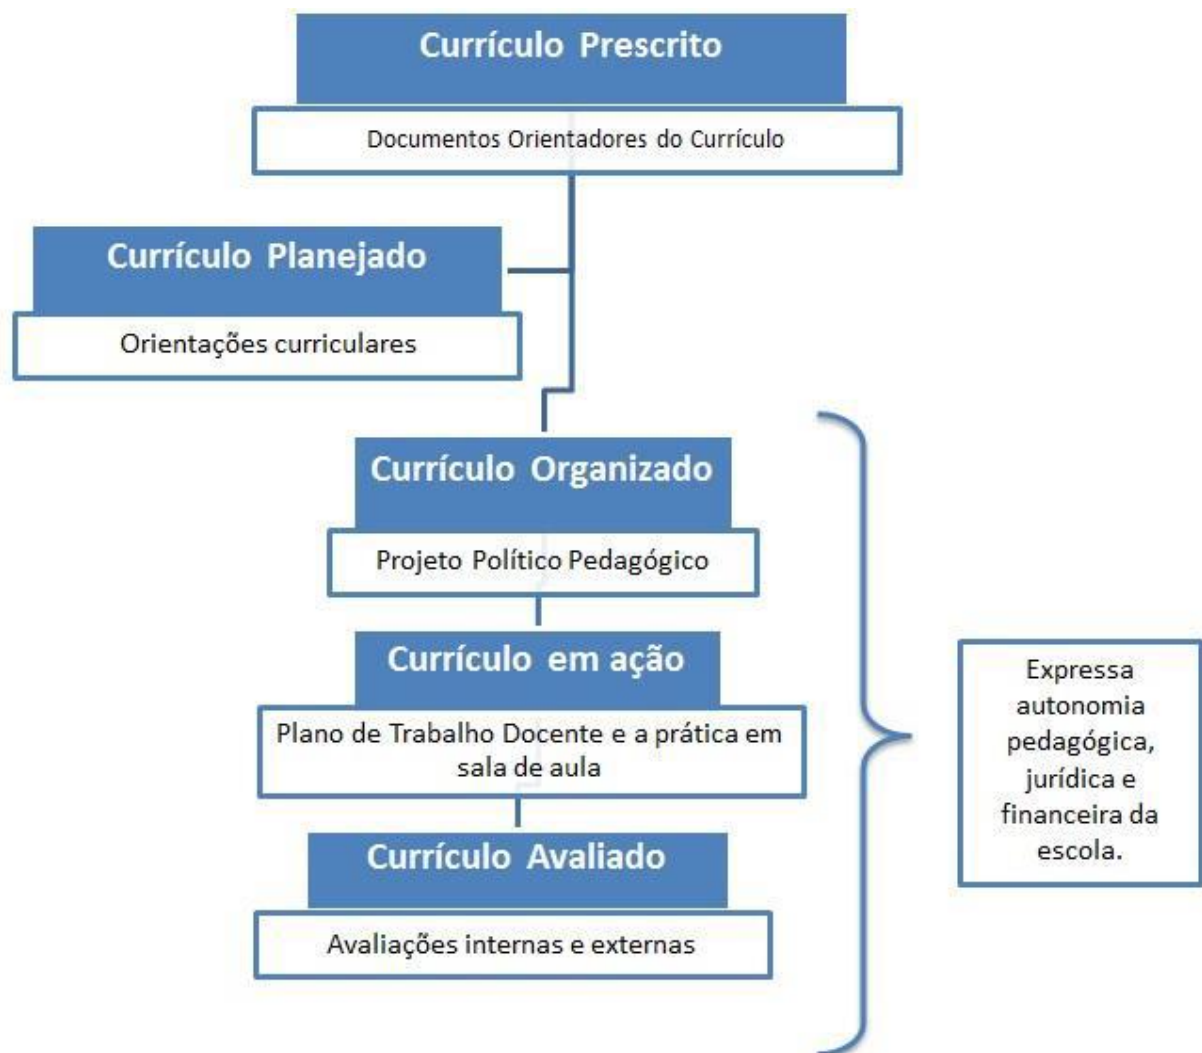 Currículo Prescrito
Documentos Orientadores do Currículo
Currículo Planejado
Orientações curriculares
Currículo Organizado
Projeto Político Pedagógico
Currículo em ação
Plano de Trabalho Docente e a prática em
sala de aula
Currículo Avaliado
Avaliações internas e externas
Expressa
autonomia
pedagógica,
jurídica e
financeira da
escola.